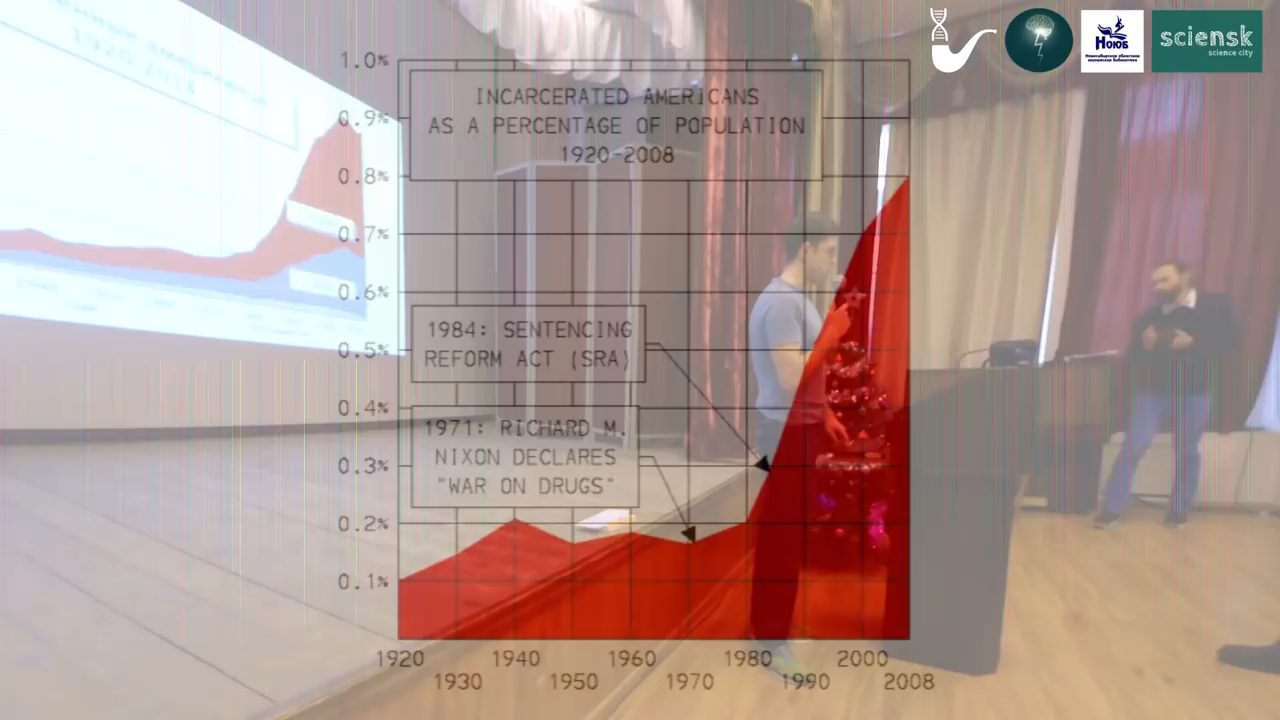 sciensk
science city
НОЮБ
1.0%
INCARCERATED AMERICANS
AS A PERCENTAGE OF POPULATION
1920-2008
0.9%
0.8%
0.7%
0.6%
1984: SENTENCING
REFORM ACT (SRA)
0.5%
0.4%
1971: RICHARD M.
NIXON DECLARES
"WAR ON DRUGS"
0.3%
0.2%
0.1%
1920 1940 1960 1980 2000
1930 1950 1970 1990 2008